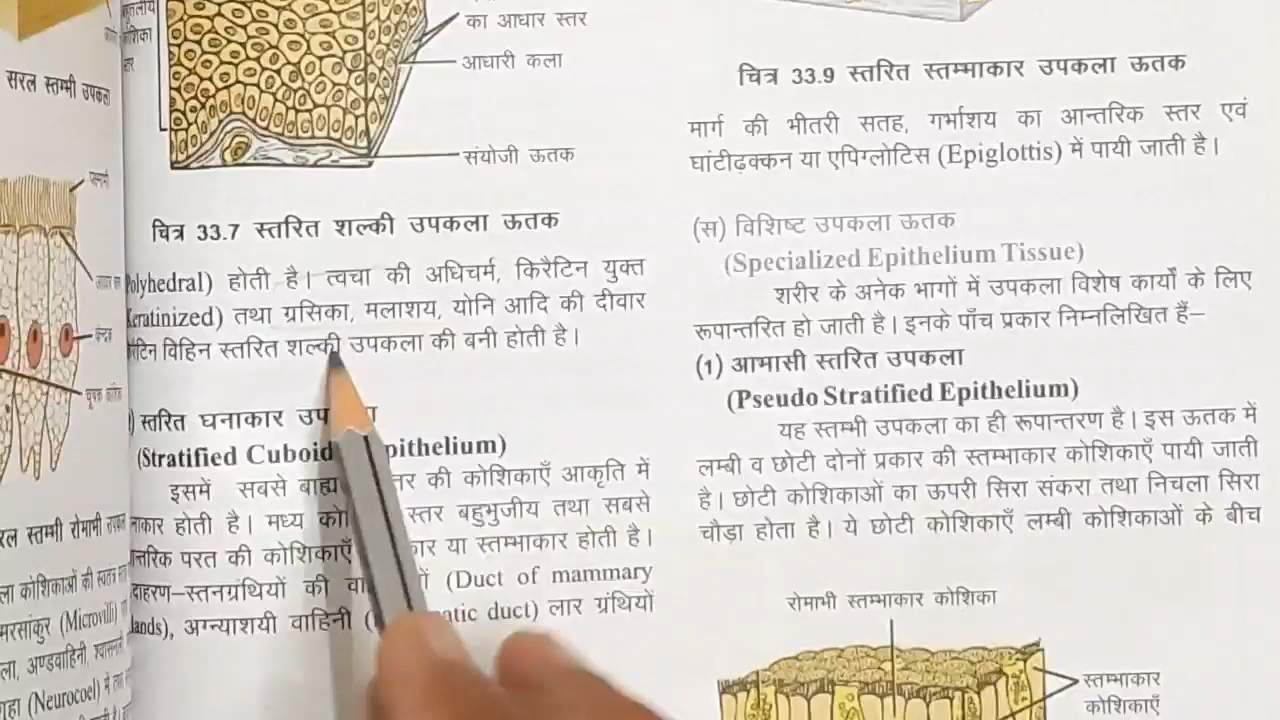 सरल स्तम्भी उपकला
का आधार स्तर
आधारी कला
संयोजी ऊतक
चित्र 33.7 स्तरित शल्की उपकला ऊतक
Polyhedral) होती है। त्वचा की अधिचर्म, किरैटिन युक्त
Keratinized) तथा ग्रसिका, मलाशय, योनि आदि की दीवार
विहिन स्तरित शल्की उपकला की बनी होती है।
स्तरित घनाकार
(Stratified Cuboid
इसमें सबसे बाह्य की कोशिकाएँ आकृति में
होती है। मध्य स्तर बहुमुजीय तथा सबसे
परत की कोशिकाएँ या स्तम्भाकार होती है।
स्तनग्रंथियों की (Duct of mammary
अग्न्याशयी वाहिनी duct) लार ग्रंथियों
चित्र 33.9 स्तरित स्तम्भाकार उपकला ऊतक
मार्ग की भीतरी सतह, गर्भाशय का आन्तरिक स्तर एवं
घांटीढ़क्कन या एपिग्लोटिस (Epiglottis) में पायी जाती है।
(स) विशिष्ट उपकला ऊतक
(Specialized Epithelium Tissue)
शरीर के अनेक भागों में उपकला विशेष कार्यों के लिए
रूपान्तरित हो जाती है। इनके पाँच प्रकार निम्नलिखित हैं–
(1) आभासी स्तरित उपकला
(Pseudo Stratified Epithelium)
यह स्तम्भी उपकला का ही रूपान्तरण है। इस ऊतक में
लम्बी व छोटी दोनों प्रकार की स्तम्भाकार कोशिकाएँ पायी जाती
है। छोटी कोशिकाओं का ऊपरी सिरा संकरा तथा निचला सिरा
चौड़ा होता है। ये छोटी कोशिकाएँ लम्बी कोशिकाओं के बीच
रोमाभी स्तम्भाकार कोशिका
स्तम्भाकार
कोशिकाएँ